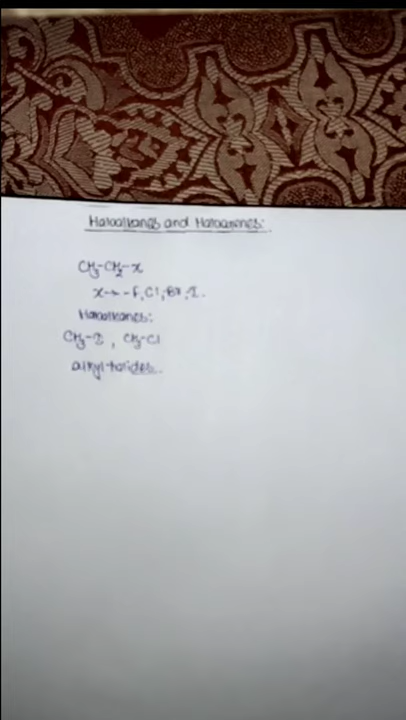 Haloalkanes and Haloarenes:
CH3-CH2-X
X→ -F, Cl, Br, I.
Haloalkanes:
CH3-I, CH3-Cl
alkyl halides.